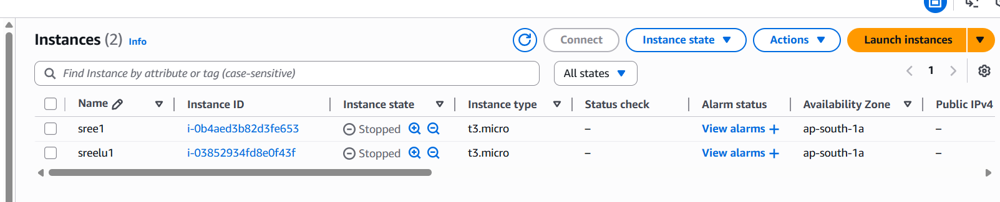 Instances (2) Info Connect Instance state Actions Launch instances
Find Instance by attribute or tag (case-sensitive) All states 1
Name Instance ID Instance state Instance type Status check Alarm status Availability Zone Public IPv4
sree1 i-0b4aed3b82d3fe653 Stopped t3.micro – View alarms + ap-south-1a –
sreelu1 i-03852934fd8e0f43f Stopped t3.micro – View alarms + ap-south-1a –